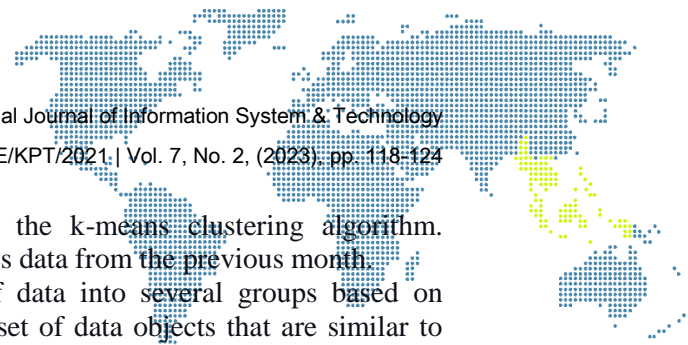 al Journal of Information System & Technology
E/KPT/2021 | Vol. 7, No. 2, (2023), pp. 118-124
the k-means clustering algorithm.
s data from the previous month.
f data into several groups based on
set of data objects that are similar to